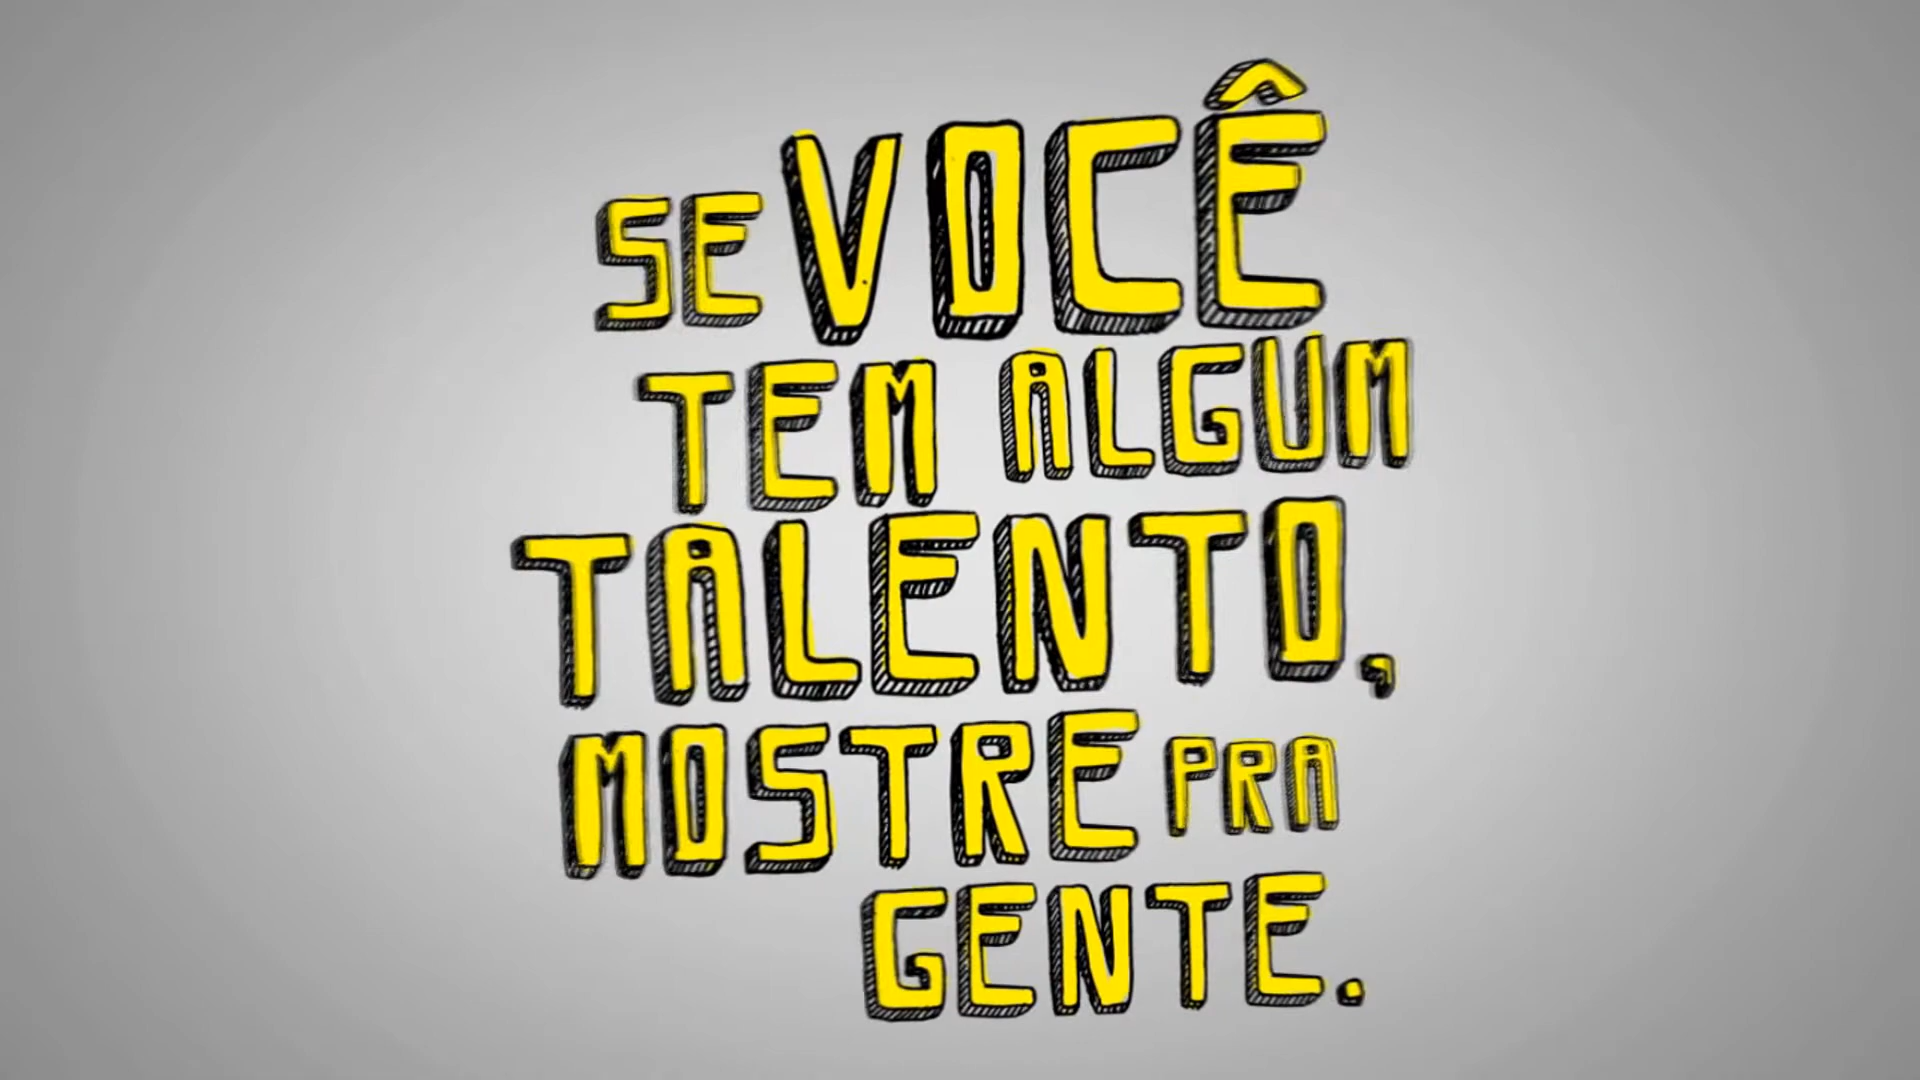 SE VOCÊ
TEM ALGUM
TALENTO,
MOSTRE PRA
GENTE.